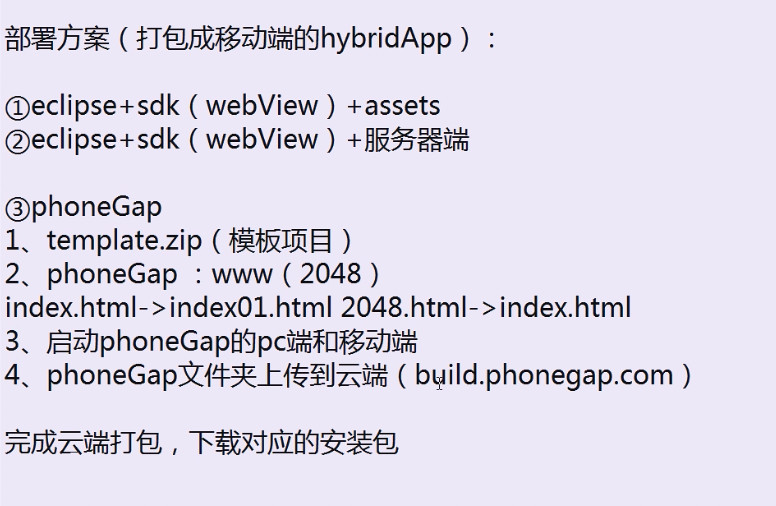 部署方案（打包成移动端的hybridApp）：
①eclipse+sdk（webView）+assets
②eclipse+sdk（webView）+服务器端
③phoneGap
1、template.zip（模板项目）
2、phoneGap ：www（2048）
index.html->index01.html 2048.html->index.html
3、启动phoneGap的pc端和移动端
4、phoneGap文件夹上传到云端（build.phonegap.com）
完成云端打包，下载对应的安装包